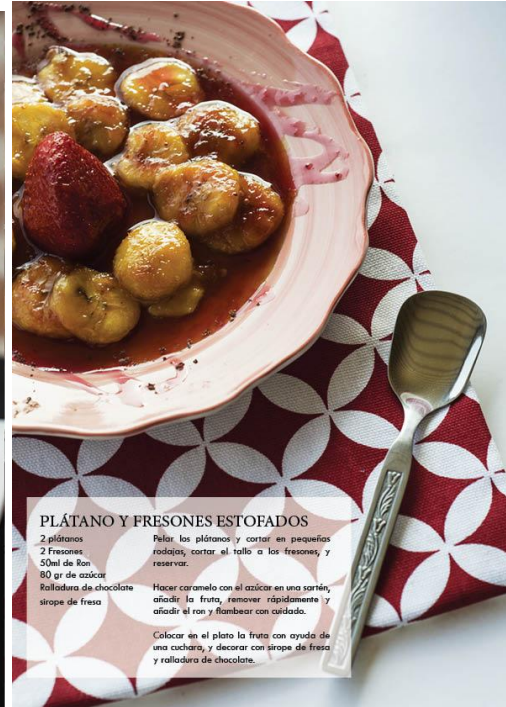 PLÁTANO Y FRESONES ESTOFADOS
2 plátanos
2 Fresones
50ml de Ron
80 gr de azúcar
Ralladura de chocolate
sirope de fresa
Pelar los plátanos y cortar en pequeñas
rodajas, cortar el tallo a los fresones, y
reservar.
Hacer caramelo con el azúcar en una sartén,
añadir la fruta, remover rápidamente y
añadir el ron y flambear con cuidado.
Colocar en el plato la fruta con ayuda de
una cuchara, y decorar con sirope de fresa
y ralladura de chocolate.